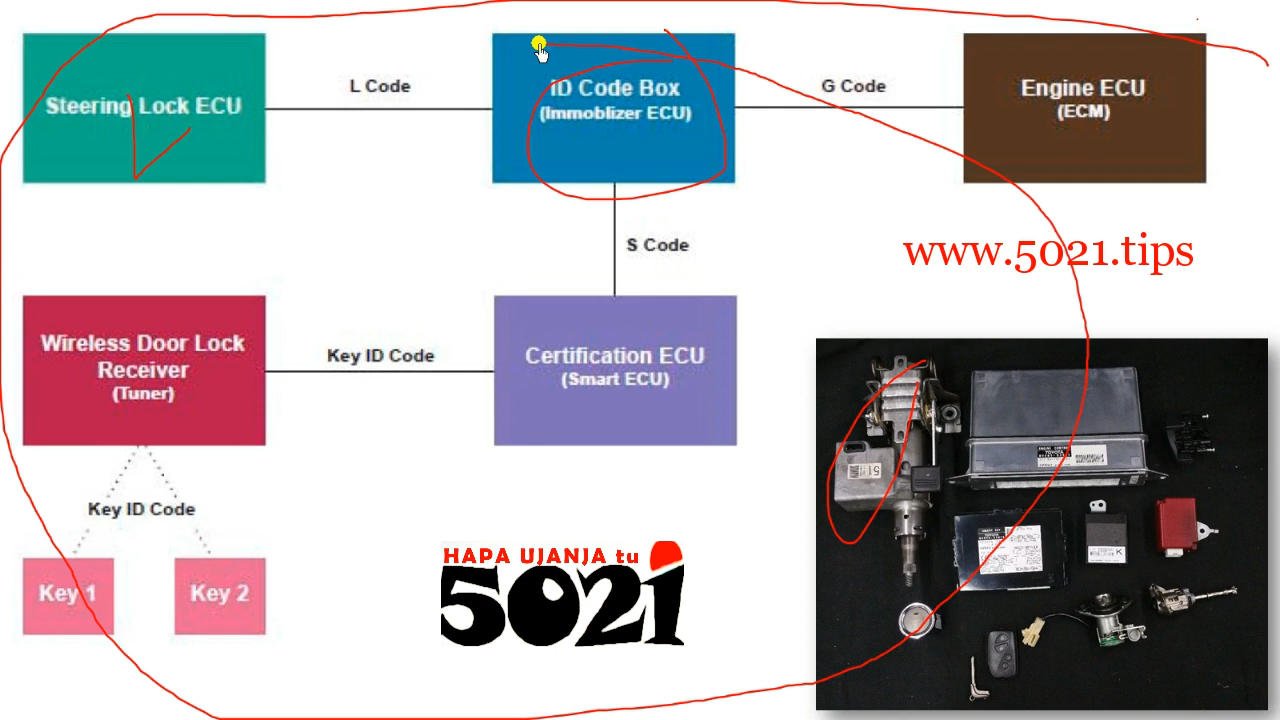 Steering Lock ECU
L Code
ID Code Box
(Immoblizer ECU)
G Code
Engine ECU
(ECM)
S Code
www.5021.tips
Wireless Door Lock
Receiver
(Tuner)
Key ID Code
Certification ECU
(Smart ECU)
Key ID Code
Key 1
Key 2
HAPA UJANJA tu
5021
51
TOYOTA
K